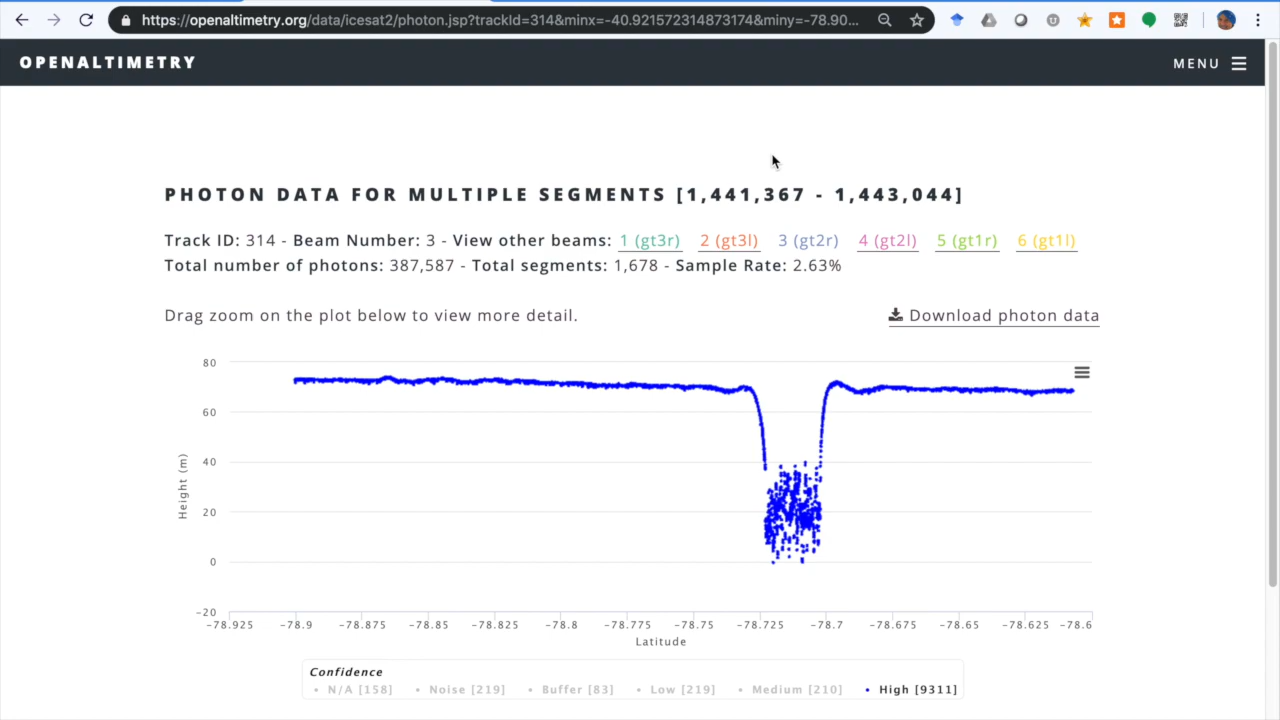 https://openaltimetry.org/data/icesat2/photon.jsp?trackId=314&minx=-40.921572314873174&miny=-78.90...
OPENALTIMETRY
MENU
PHOTON DATA FOR MULTIPLE SEGMENTS [1,441,367 - 1,443,044]
Track ID: 314 - Beam Number: 3 - View other beams: 1 (gt3r) 2 (gt3l) 3 (gt2r) 4 (gt2l) 5 (gt1r) 6 (gt1l)
Total number of photons: 387,587 - Total segments: 1,678 - Sample Rate: 2.63%
Drag zoom on the plot below to view more detail.
Download photon data
80
60
40
20
0
-20
Height (m)
-78.925 -78.9 -78.875 -78.85 -78.825 -78.8 -78.775 -78.75 -78.725 -78.7 -78.675 -78.65 -78.625 -78.6
Latitude
Confidence
• N/A [158] • Noise [219] • Buffer [83] • Low [219] • Medium [210] • High [9311]